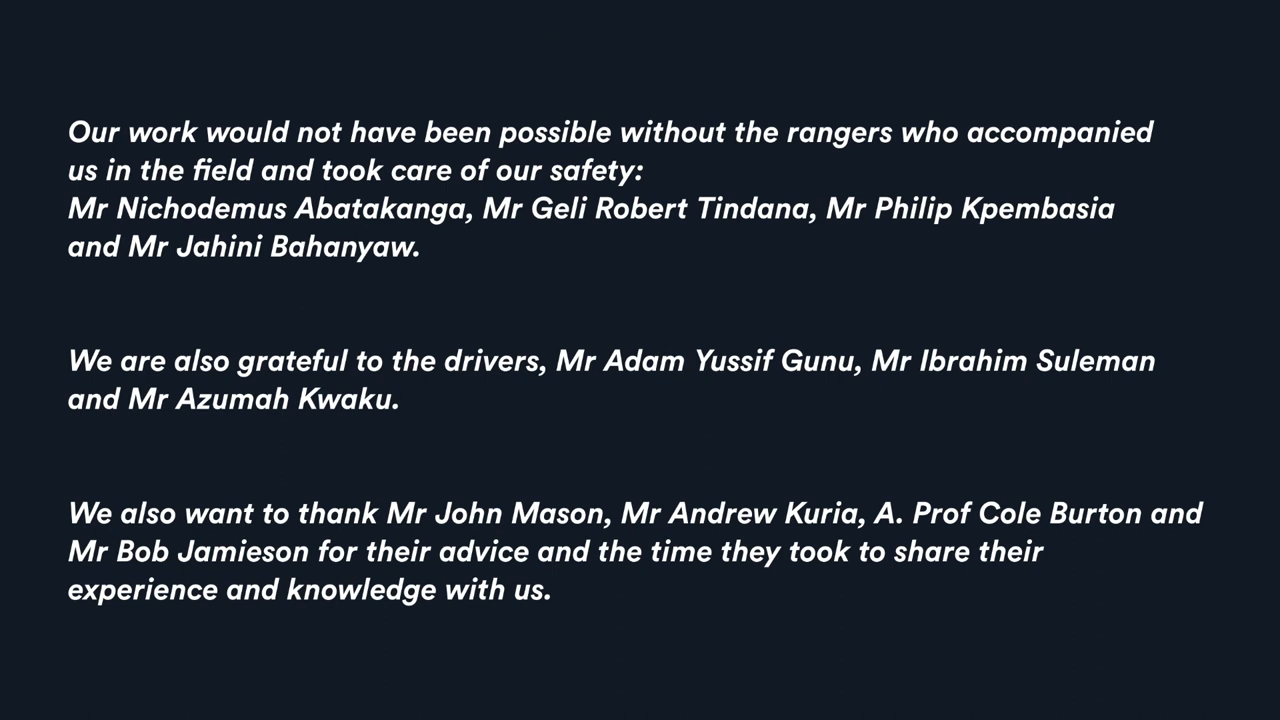 Our work would not have been possible without the rangers who accompanied
us in the field and took care of our safety:
Mr Nichodemus Abatakanga, Mr Geli Robert Tindana, Mr Philip Kpembasia
and Mr Jahini Bahanyaw.
We are also grateful to the drivers, Mr Adam Yussif Gunu, Mr Ibrahim Suleman
and Mr Azumah Kwaku.
We also want to thank Mr John Mason, Mr Andrew Kuria, A. Prof Cole Burton and
Mr Bob Jamieson for their advice and the time they took to share their
experience and knowledge with us.